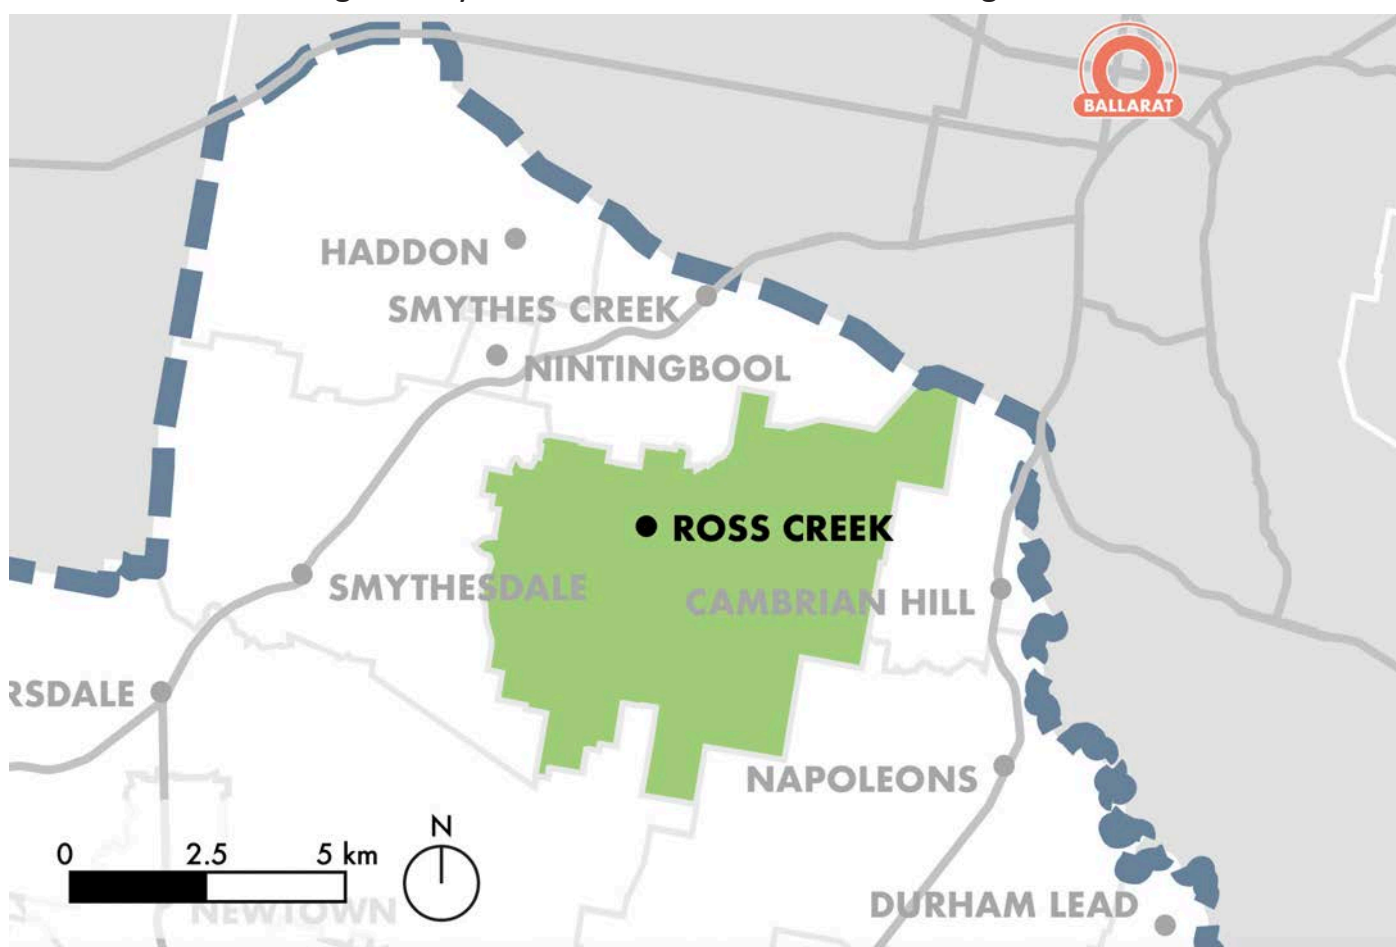 BALLARAT
HADDON
SMYTHES CREEK
NINTINGBOOL
ROSS CREEK
SMYTHESDALE
CAMBRIAN HILL
RSDALE
NAPOLEONS
N
0 2.5 5 km
DURHAM LEAD
NEWTOWN